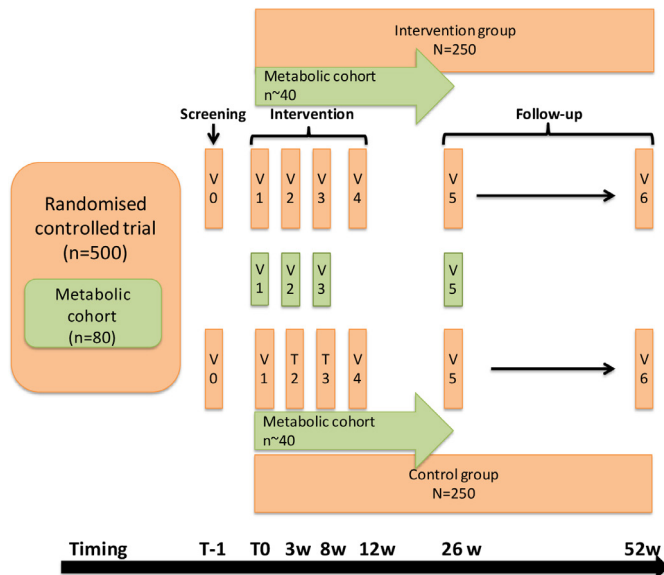 Intervention group
N=250
Metabolic cohort
n~40
Screening
Intervention
Follow-up
V 0
V 1
V 2
V 3
V 4
V 5
V 6
Randomised
controlled trial
(n=500)
Metabolic
cohort
(n=80)
V 1
V 2
V 3
V 5
V 0
V 1
T 2
T 3
V 4
V 5
V 6
Metabolic cohort
n~40
Control group
N=250
Timing T-1 T0 3w 8w 12w 26 w 52w